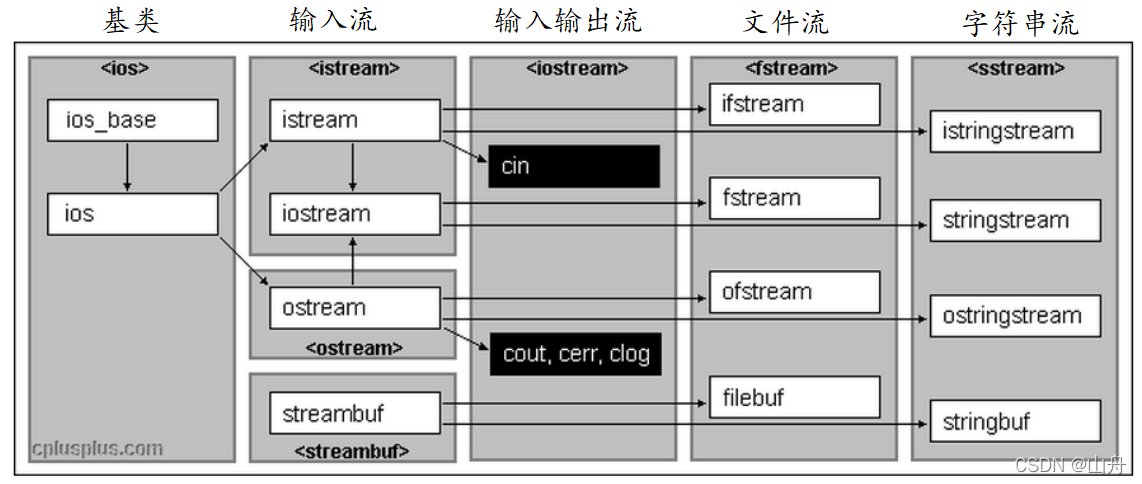 基类
输入流
输入输出流
文件流
字符串流
<ios>
<istream>
<iostream>
<fstream>
<sstream>
ios_base
istream
ifstream
istringstream
cin
ios
iostream
fstream
stringstream
ostream
ofstream
ostringstream
<ostream>
cout, cerr, clog
streambuf
filebuf
stringbuf
<streambuf>
cplusplus.com
CSDN @山舟